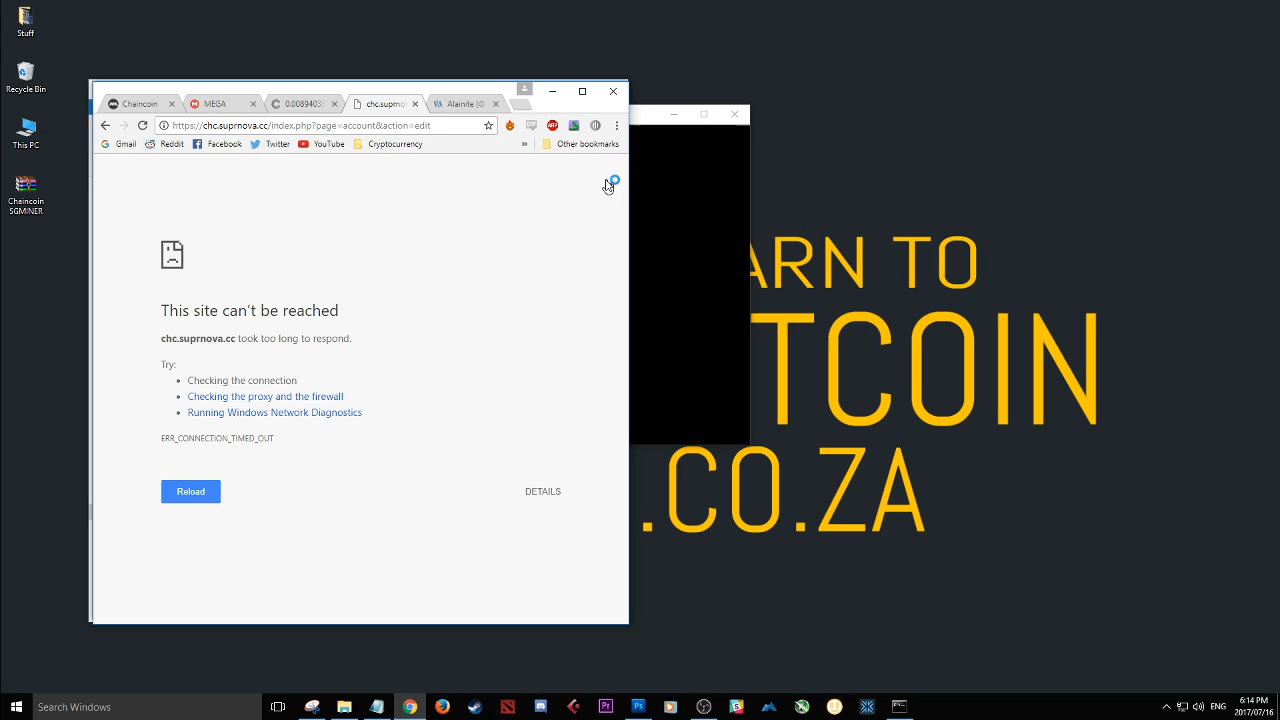 Stuff
Recycle Bin
This PC
Chaincoin
SGMINER
Chaincoin
MEGA
chc.suprno
Alainite (@
https://chc.suprnova.cc/index.php?page=account&action=edit
Gmail Reddit Facebook Twitter YouTube Cryptocurrency » Other bookmarks
This site can't be reached
chc.suprnova.cc took too long to respond.
Try:
• Checking the connection
• Checking the proxy and the firewall
• Running Windows Network Diagnostics
ERR_CONNECTION_TIMED_OUT
Reload
DETAILS
ARN TO
TCOIN
.CO.ZA
Search Windows
ENG
6:14 PM
2017/07/16